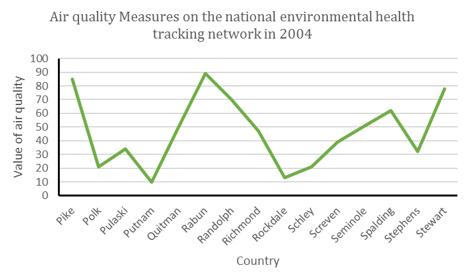 Air quality Measures on the national environmental health
tracking network in 2004
Value of air quality
100
90
80
70
60
50
40
30
20
10
0
Pike
Polk
Pulaski
Putnam
Quitman
Rabun
Randolph
Richmond
Rockdale
Schley
Screven
Seminole
Spalding
Stephens
Stewart
Country